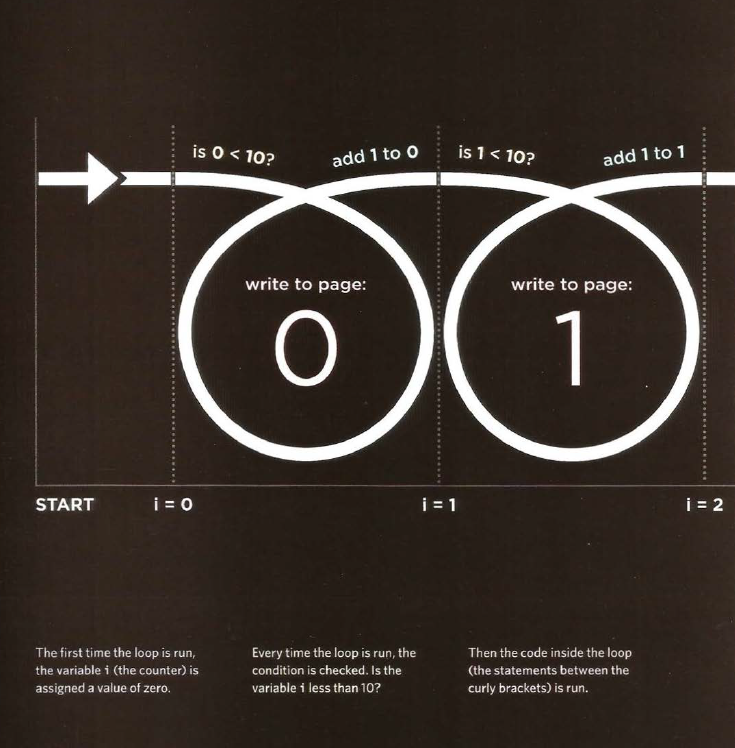 is 0 < 10?
add 1 to 0
is 1 < 10?
add 1 to 1
write to page:
0
write to page:
1
START
i = 0
i = 1
i = 2
The first time the loop is run,
the variable i (the counter) is
assigned a value of zero.
Every time the loop is run, the
condition is checked. Is the
variable i less than 10?
Then the code inside the loop
(the statements between the
curly brackets) is run.